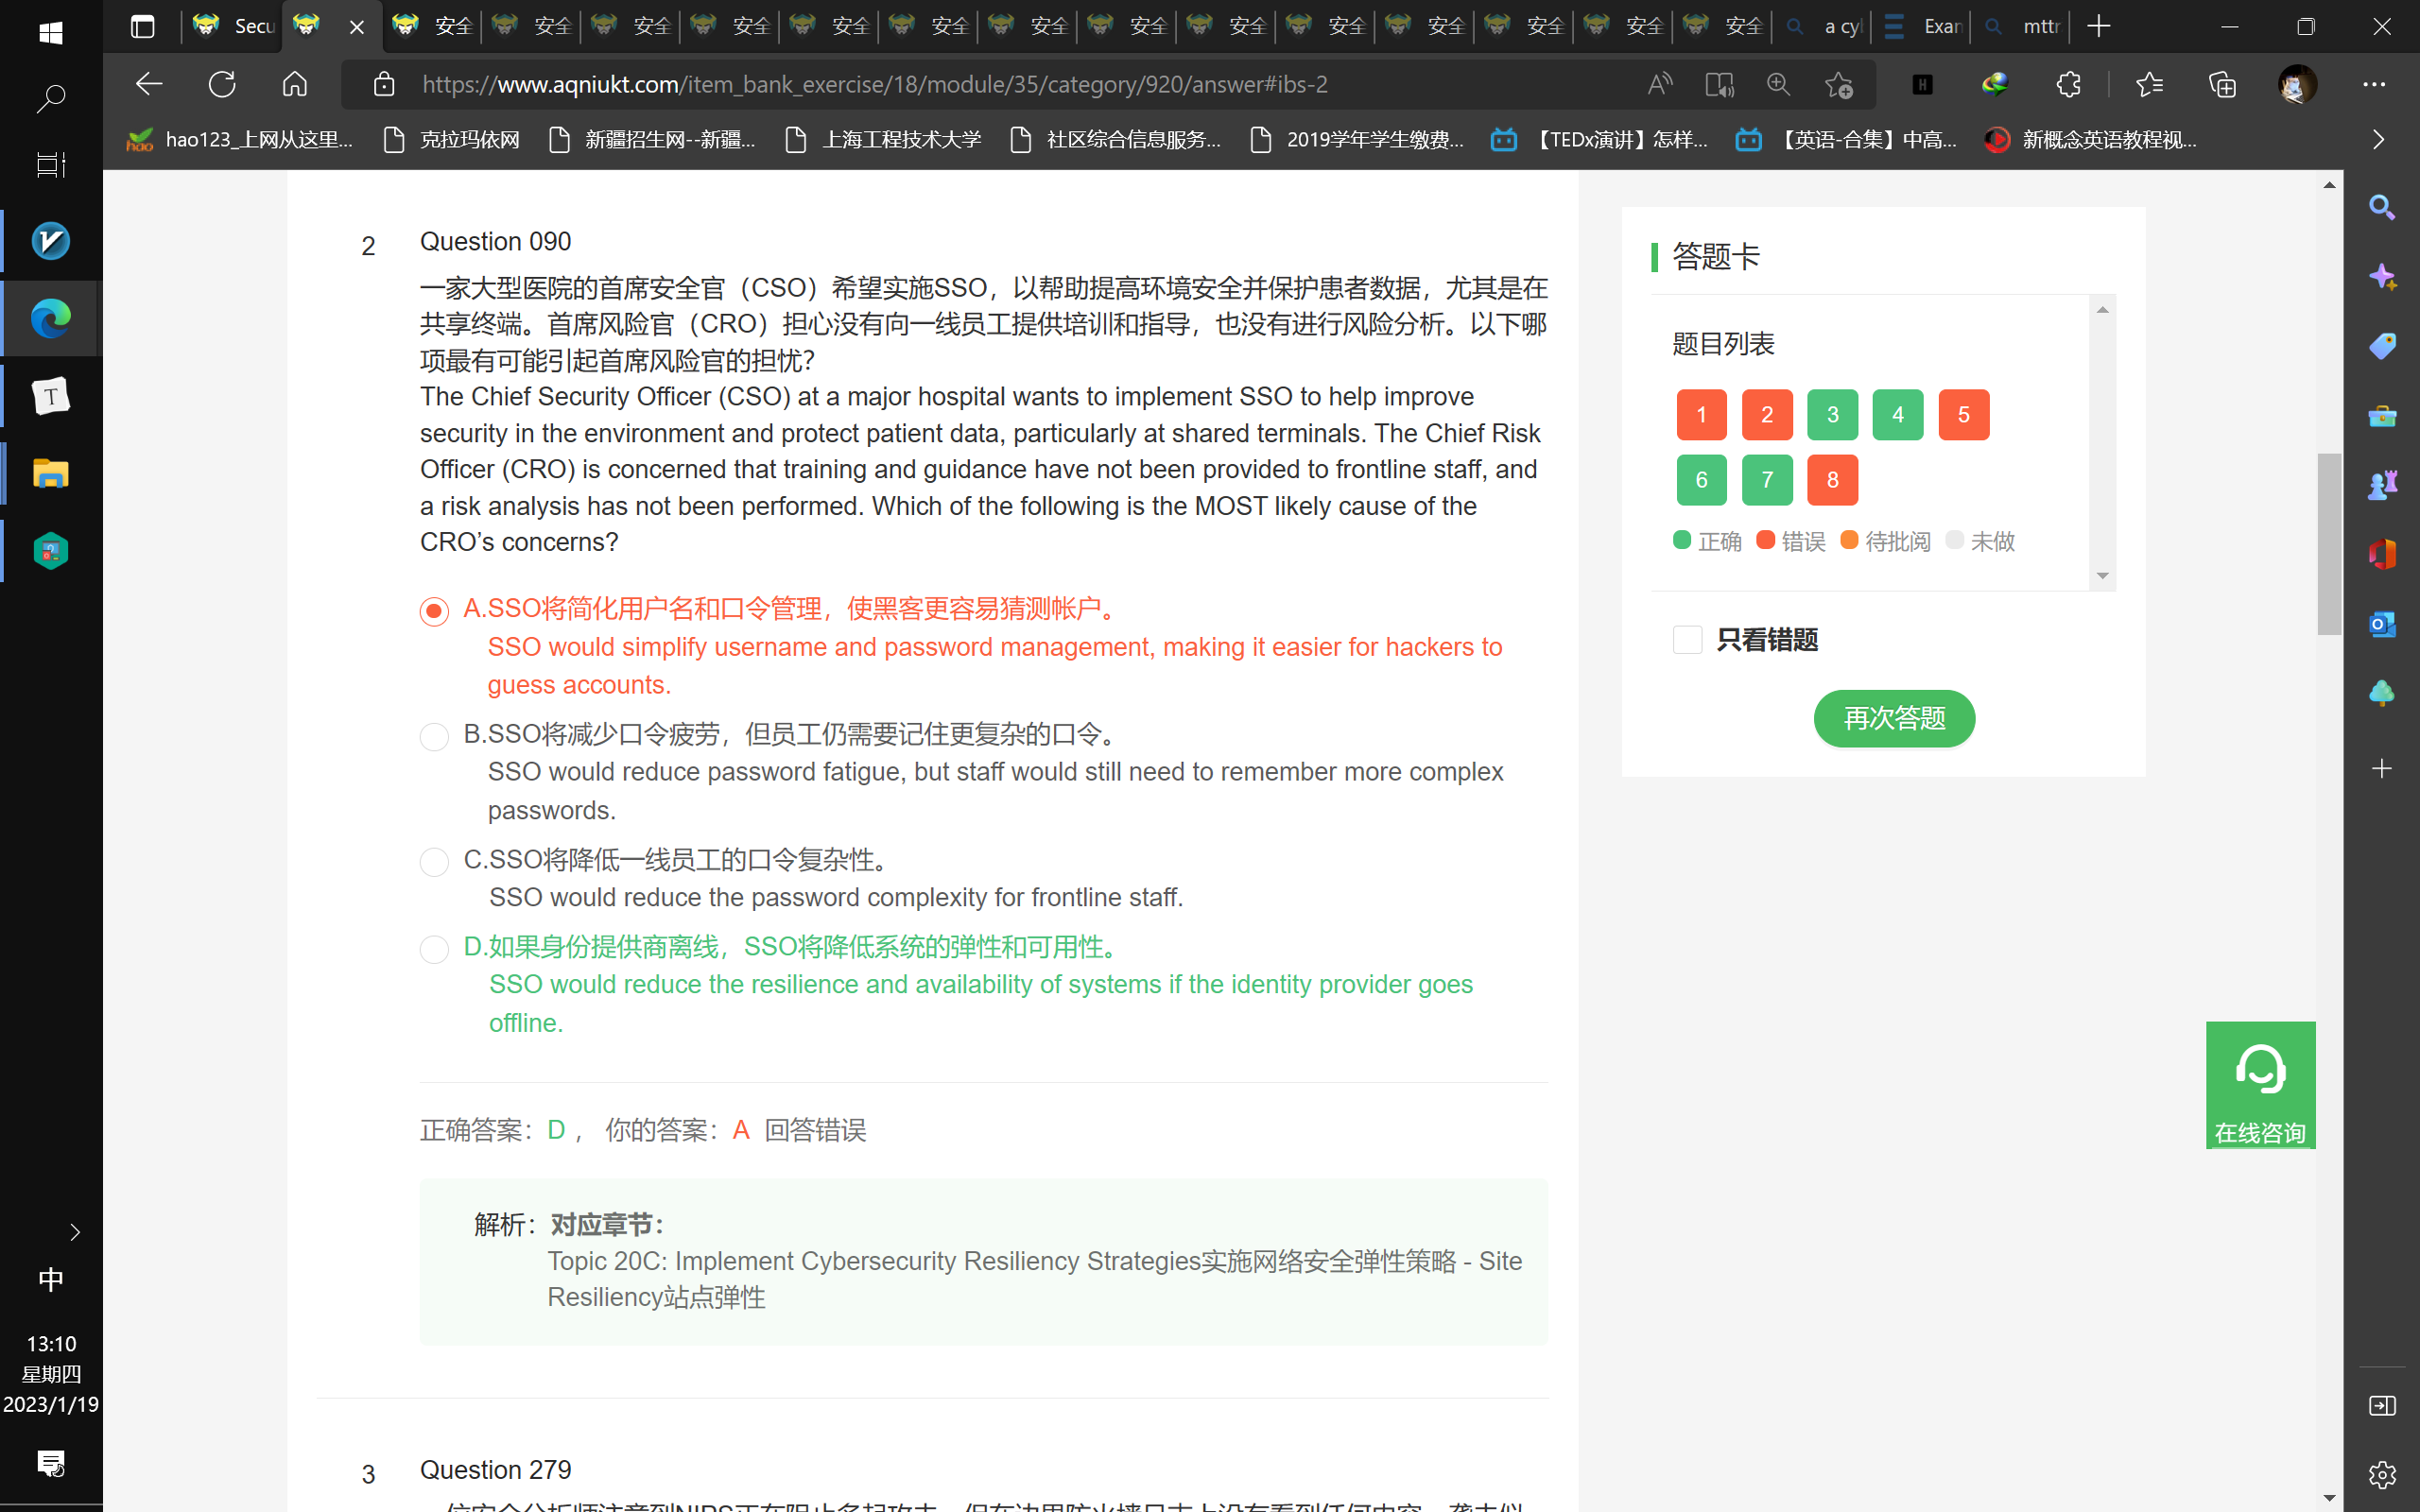 Secu
安全
安全
安全
安全
安全
安全
安全
安全
安全
安全
安全
安全
安全
安全
a cy
Exan
mttr
https://www.aqniukt.com/item_bank_exercise/18/module/35/category/920/answer#ibs-2
hao123_上网从这里...
克拉玛依网
新疆招生网--新疆...
上海工程技术大学
社区综合信息服务...
2019学年学生缴费...
【TEDx演讲】怎样...
【英语-合集】中高...
新概念英语教程视...
2 Question 090
一家大型医院的首席安全官（CSO）希望实施SSO，以帮助提高环境安全并保护患者数据，尤其是在
共享终端。首席风险官（CRO）担心没有向一线员工提供培训和指导，也没有进行风险分析。以下哪
项最有可能引起首席风险官的担忧？
The Chief Security Officer (CSO) at a major hospital wants to implement SSO to help improve
security in the environment and protect patient data, particularly at shared terminals. The Chief Risk
Officer (CRO) is concerned that training and guidance have not been provided to frontline staff, and
a risk analysis has not been performed. Which of the following is the MOST likely cause of the
CRO’s concerns?
A.SSO将简化用户名和口令管理，使黑客更容易猜测帐户。
SSO would simplify username and password management, making it easier for hackers to
guess accounts.
B.SSO将减少口令疲劳，但员工仍需要记住更复杂的口令。
SSO would reduce password fatigue, but staff would still need to remember more complex
passwords.
C.SSO将降低一线员工的口令复杂性。
SSO would reduce the password complexity for frontline staff.
D.如果身份提供商离线，SSO将降低系统的弹性和可用性。
SSO would reduce the resilience and availability of systems if the identity provider goes
offline.
正确答案：D ， 你的答案：A 回答错误
解析：对应章节：
Topic 20C: Implement Cybersecurity Resiliency Strategies实施网络安全弹性策略 - Site
Resiliency站点弹性
3 Question 279
答题卡
题目列表
1 2 3 4 5
6 7 8
正确 错误 待批阅 未做
只看错题
再次答题
在线咨询
中
13:10
星期四
2023/1/19